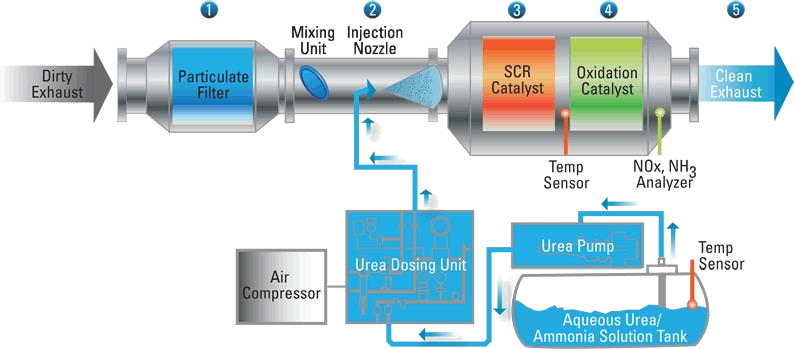 1
2
3
4
5
Mixing
Unit
Injection
Nozzle
Dirty
Exhaust
Particulate
Filter
SCR
Catalyst
Oxidation
Catalyst
Clean
Exhaust
Temp
Sensor
NOx, NH3
Analyzer
Air
Compressor
Urea Dosing Unit
Urea Pump
Temp
Sensor
Aqueous Urea/
Ammonia Solution Tank